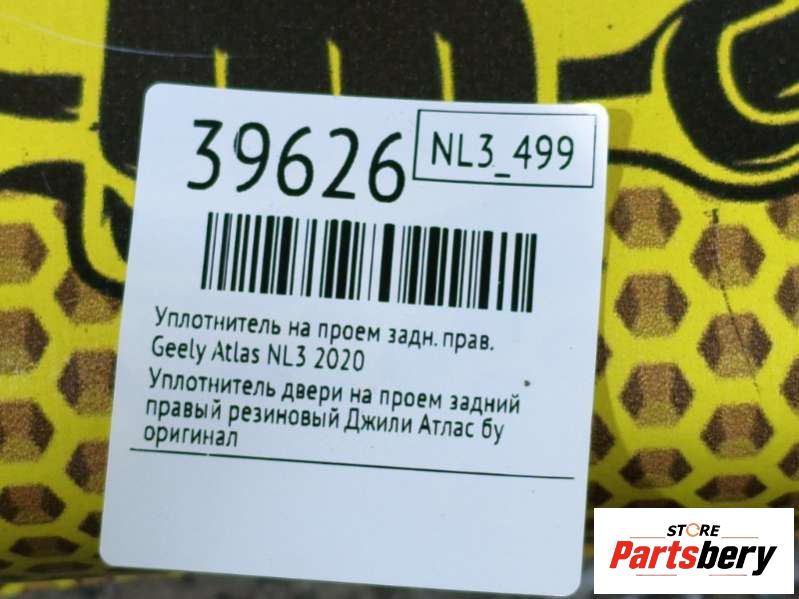 39626
NL3_499
Уплотнитель на проем задн. прав.
Geely Atlas NL3 2020
Уплотнитель двери на проем задний
правый резиновый Джили Атлас бу
оригинал
STORE
Partsbery